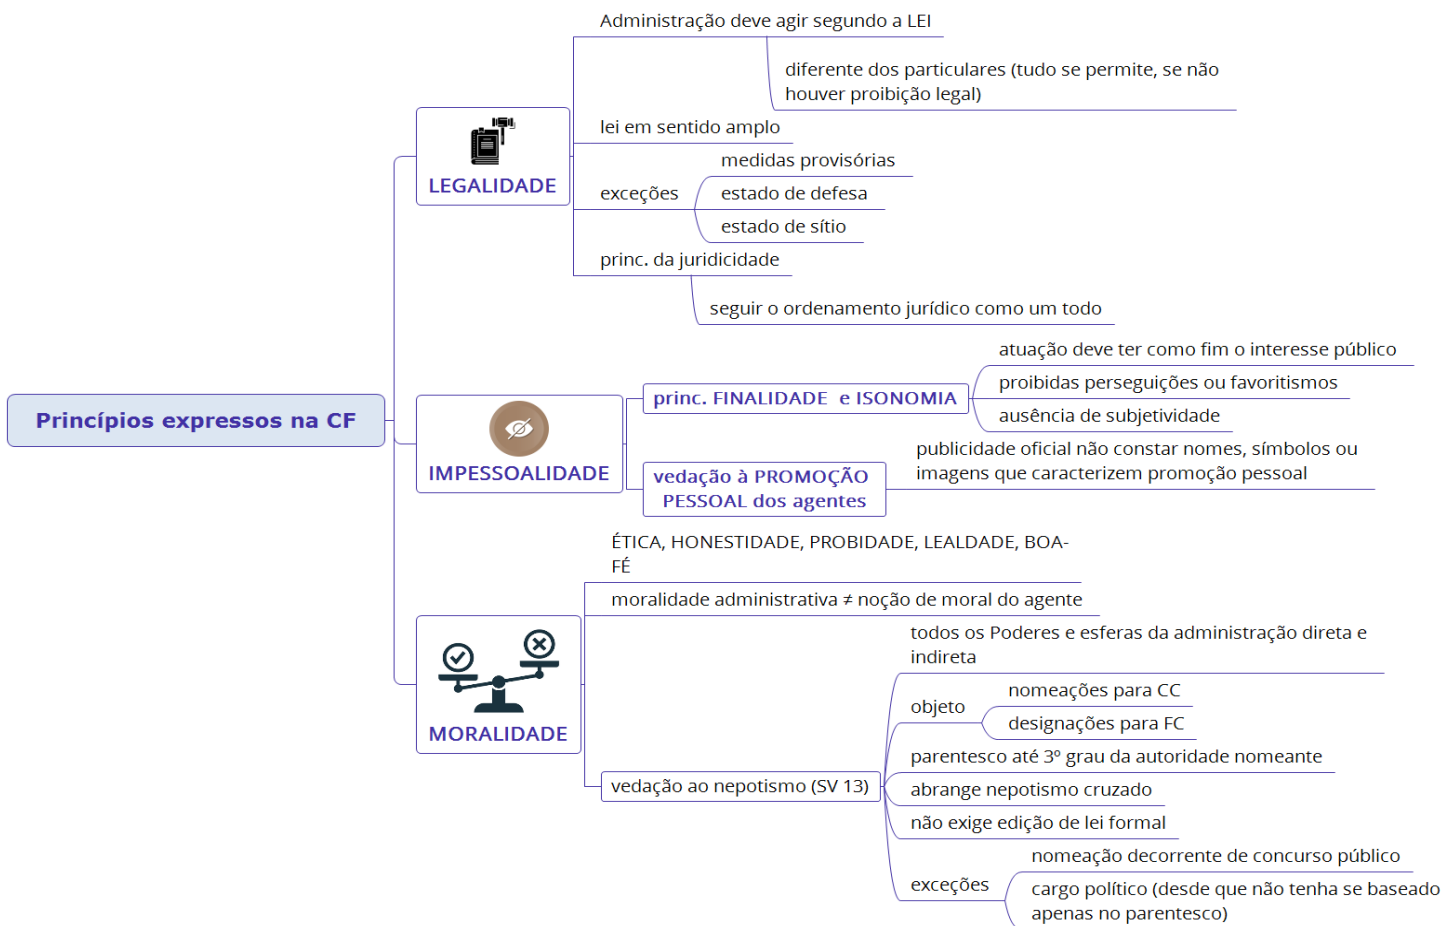 Princípios expressos na CF
LEGALIDADE
Administração deve agir segundo a LEI
diferente dos particulares (tudo se permite, se não
houver proibição legal)
lei em sentido amplo
exceções
medidas provisórias
estado de defesa
estado de sítio
princ. da juridicidade
seguir o ordenamento jurídico como um todo
IMPESSOALIDADE
princ. FINALIDADE e ISONOMIA
atuação deve ter como fim o interesse público
proibidas perseguições ou favoritismos
ausência de subjetividade
vedação à PROMOÇÃO
PESSOAL dos agentes
publicidade oficial não constar nomes, símbolos ou
imagens que caracterizem promoção pessoal
MORALIDADE
ÉTICA, HONESTIDADE, PROBIDADE, LEALDADE, BOA-
FÉ
moralidade administrativa ≠ noção de moral do agente
vedação ao nepotismo (SV 13)
todos os Poderes e esferas da administração direta e
indireta
objeto
nomeações para CC
designações para FC
parentesco até 3º grau da autoridade nomeante
abrange nepotismo cruzado
não exige edição de lei formal
exceções
nomeação decorrente de concurso público
cargo político (desde que não tenha se baseado
apenas no parentesco)